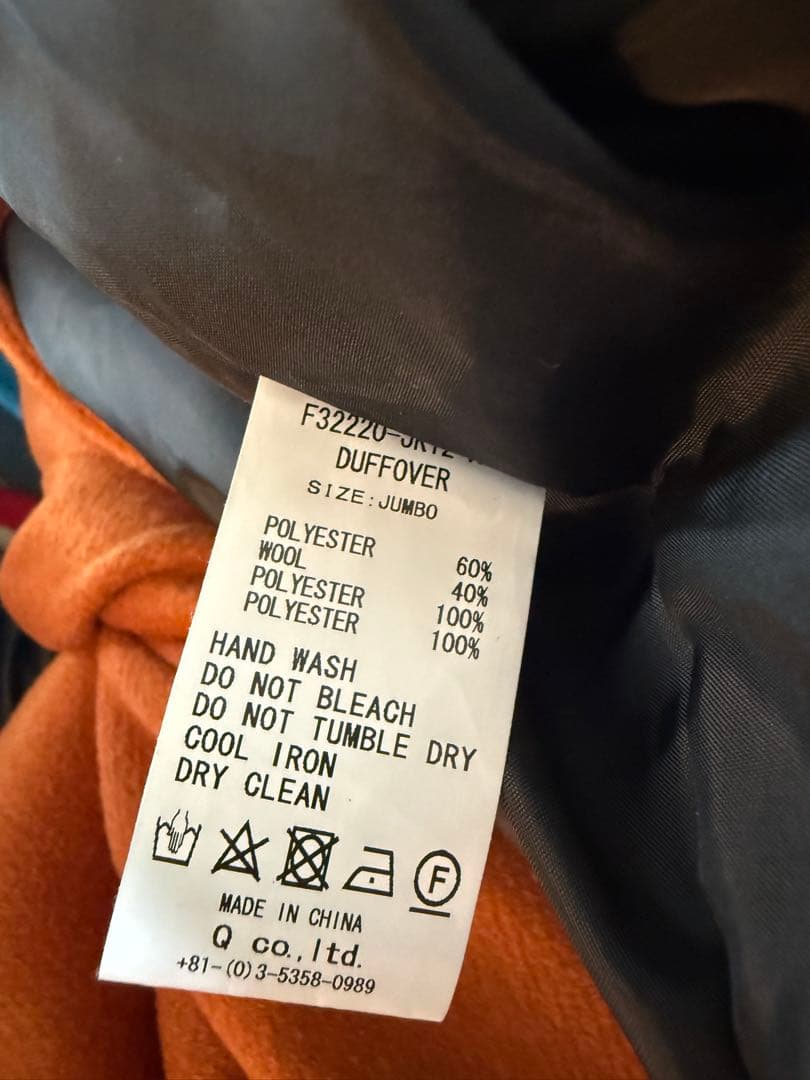 F32220-
DUFFOVER
SIZE:JUMBO
POLYESTER 60%
WOOL 40%
POLYESTER 100%
POLYESTER 100%
HAND WASH
DO NOT BLEACH
DO NOT TUMBLE DRY
COOL IRON
DRY CLEAN
F
MADE IN CHINA
Q co.,ltd.
+81-(0)3-5358-0989